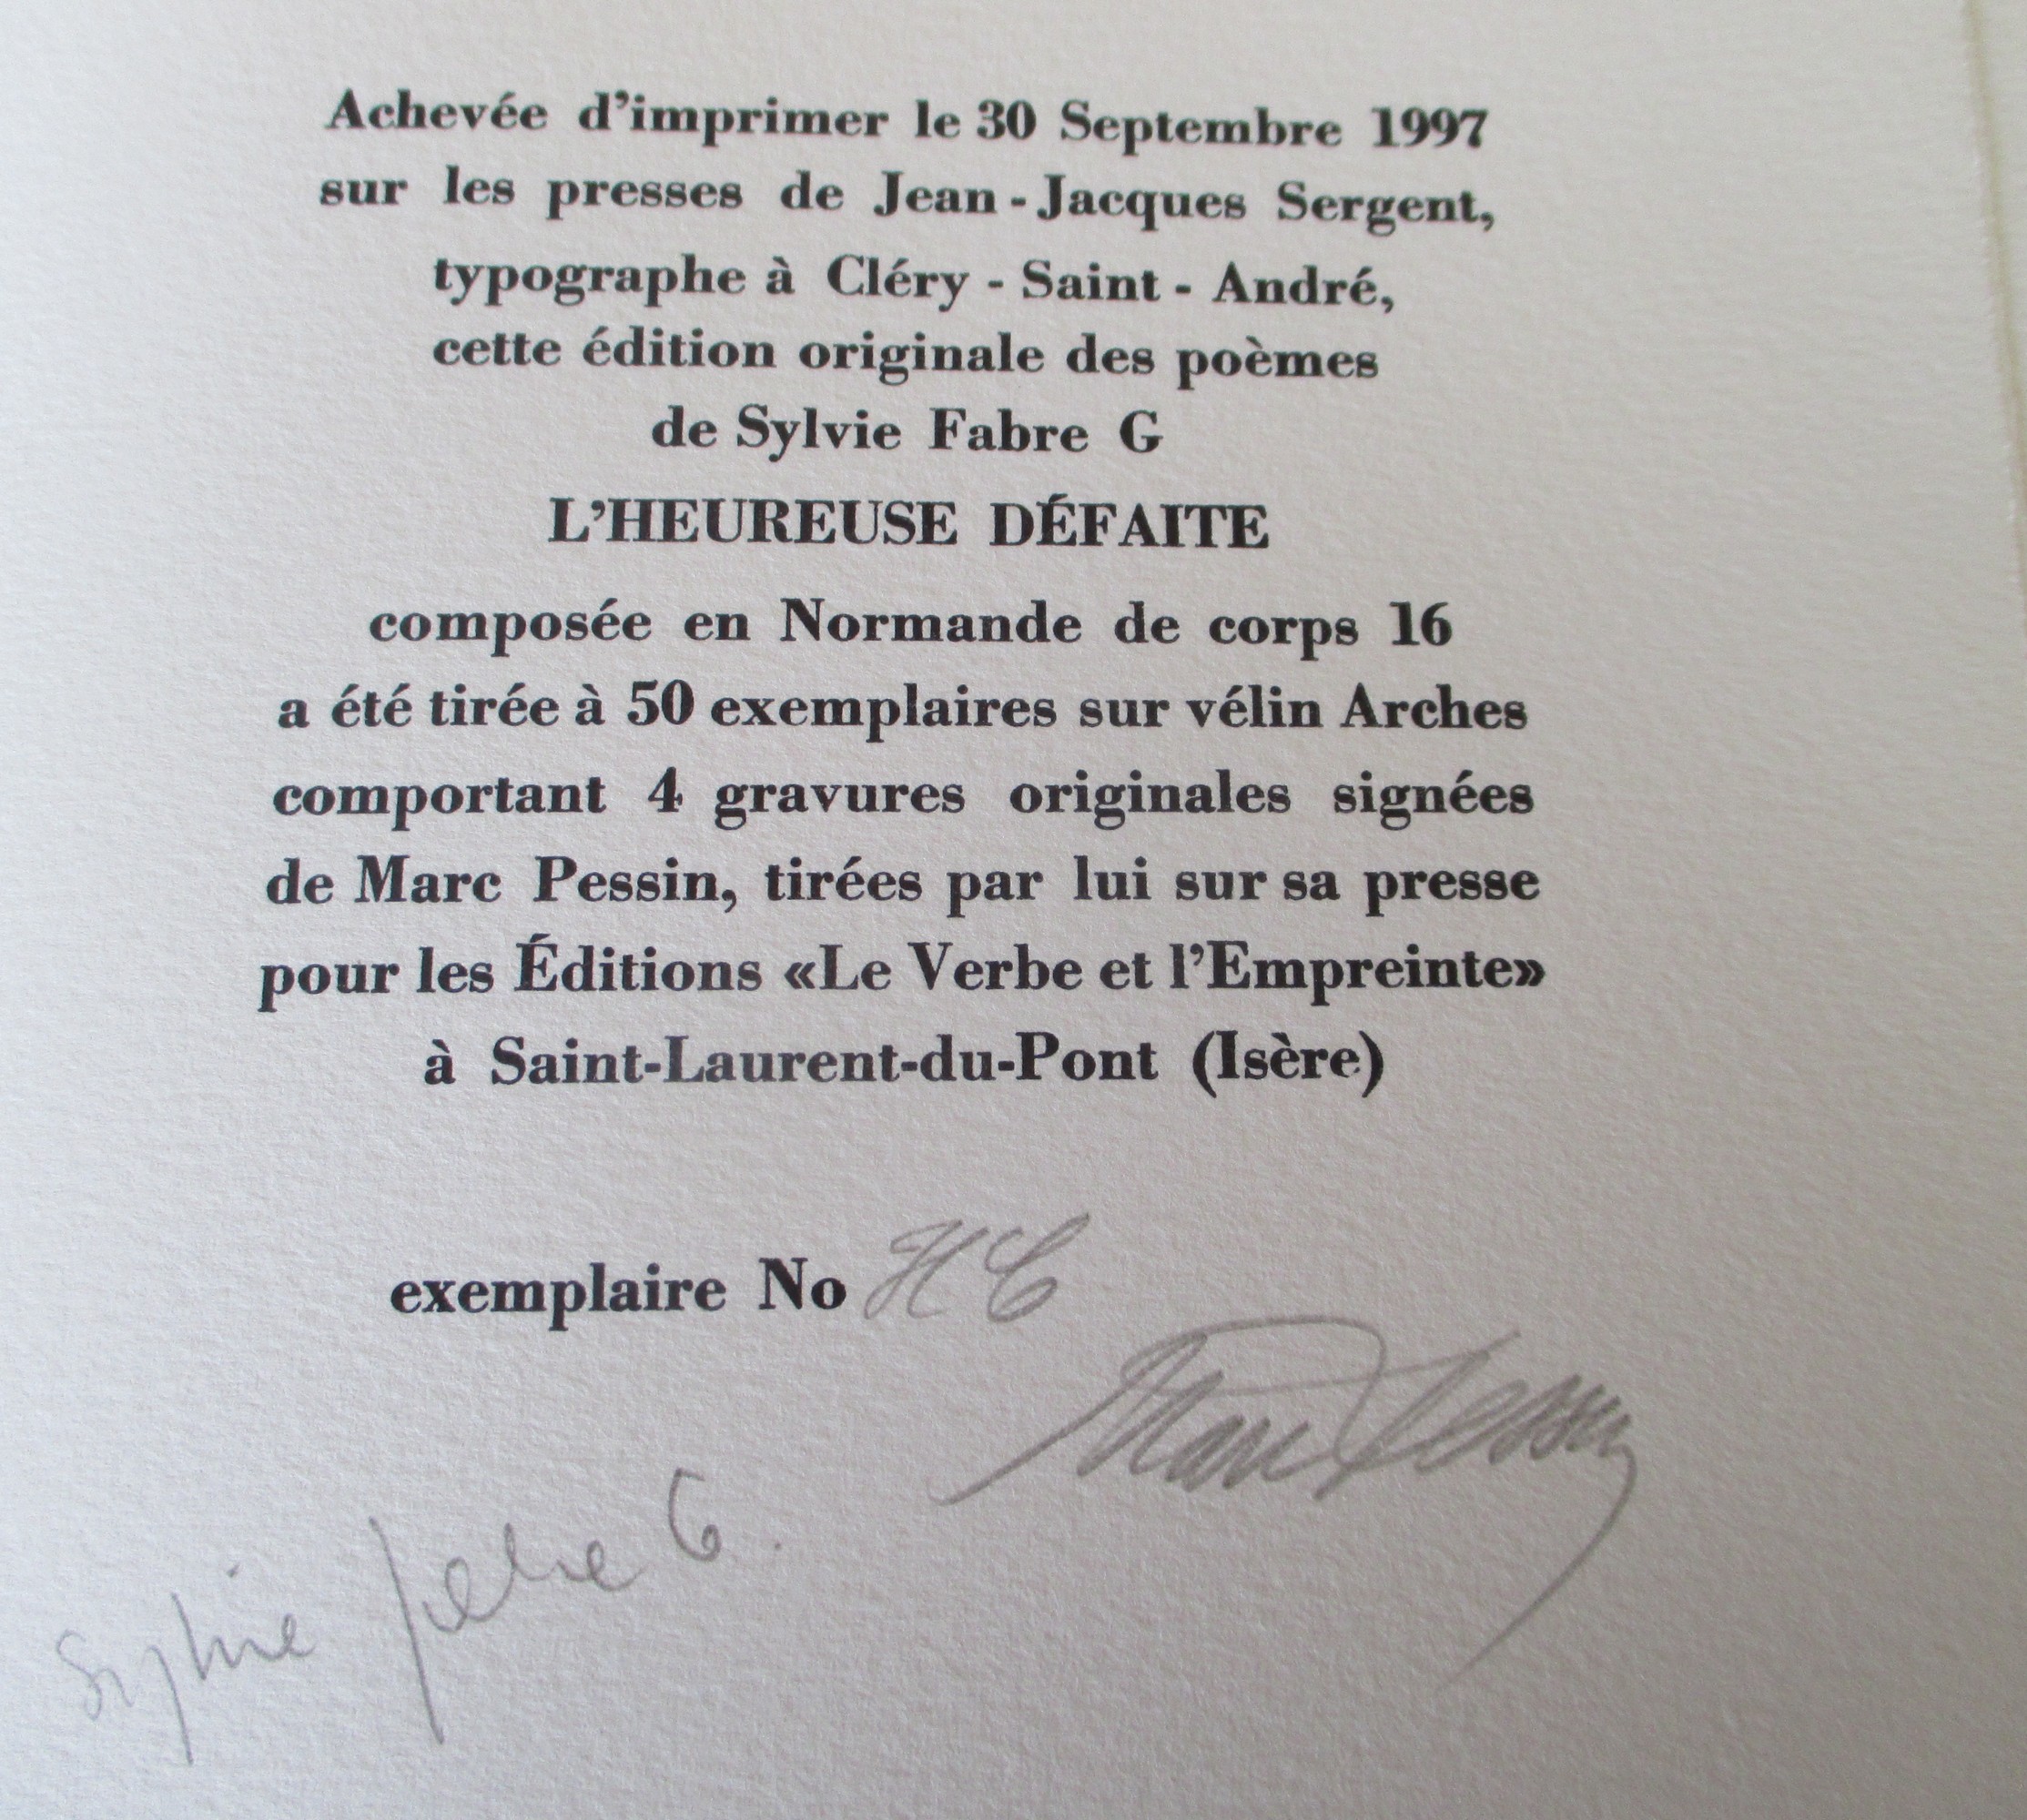 Achevée d'imprimer le 30 Septembre 1997
sur les presses de Jean-Jacques Sergent,
typographe à Cléry - Saint - André,
cette édition originale des poèmes
de Sylvie Fabre G
L'HEUREUSE DÉFAITE
composée en Normande de corps 16
a été tirée à 50 exemplaires sur vélin Arches
comportant 4 gravures originales signées
de Marc Pessin, tirées par lui sur sa presse
pour les Éditions «Le Verbe et l'Empreinte»
à Saint-Laurent-du-Pont (Isère)
exemplaire No HC
Marc Pessin
Sylvie Fabre G.